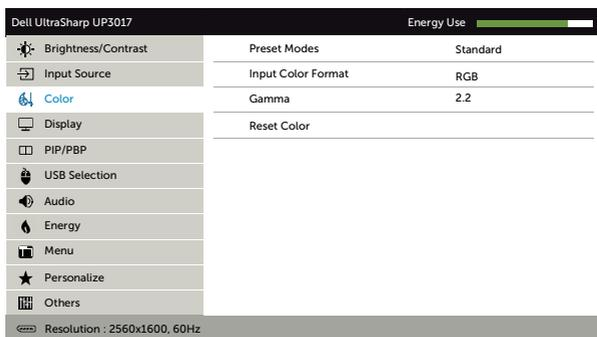 Dell UltraSharp UP3017 Energy Use
Brightness/Contrast Preset Modes Standard
Input Source Input Color Format RGB
Color Gamma 2.2
Display Reset Color
PIP/PBP
USB Selection
Audio
Energy
Menu
Personalize
Others
Resolution : 2560x1600, 60Hz